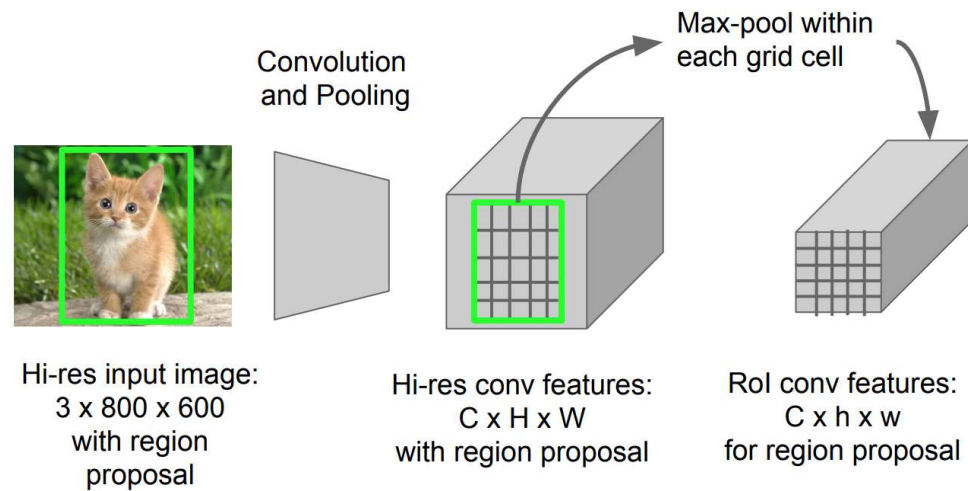 Convolution
and Pooling
Max-pool within
each grid cell
Hi-res input image:
3 x 800 x 600
with region
proposal
Hi-res conv features:
C x H x W
with region proposal
RoI conv features:
C x h x w
for region proposal